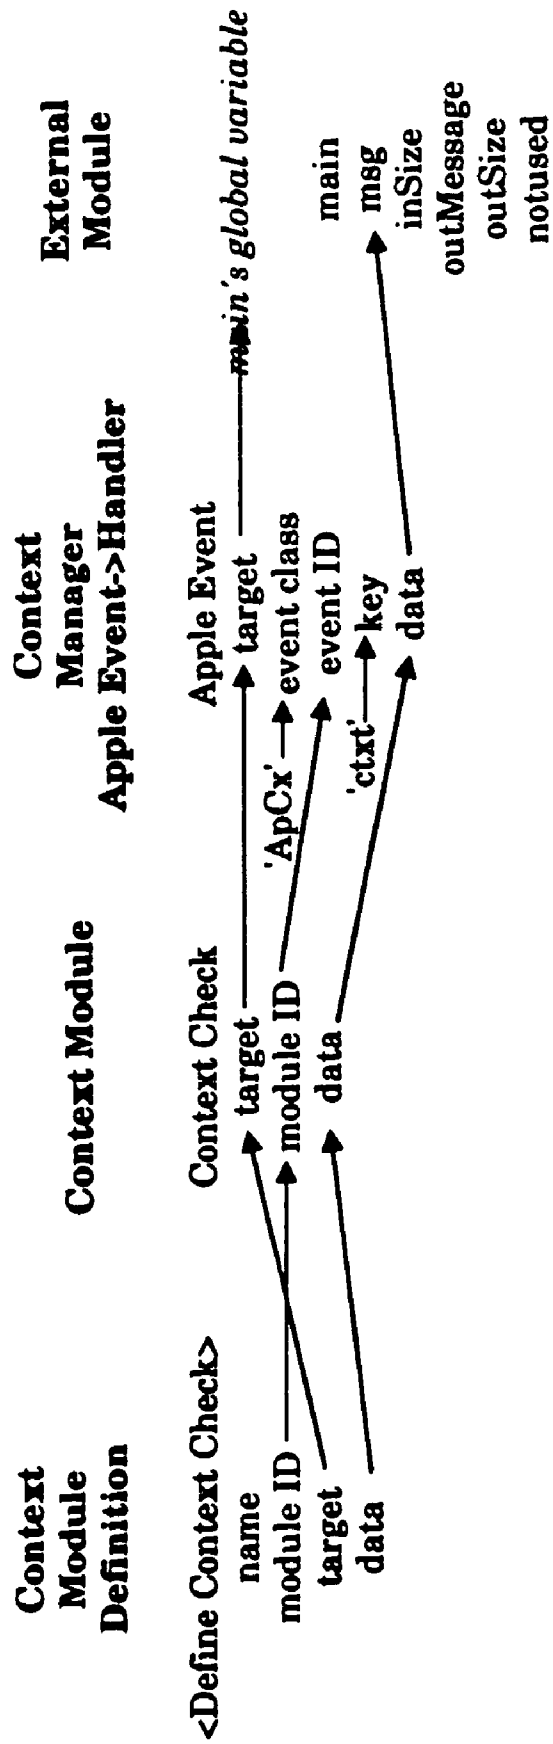 Context
Module
Definition
<Define Context Check>
name
module ID
target
data
Context Module
Context Check
target
module ID
data
Context
Manager
Apple Event->Handler
Apple Event
target
'ApCx'
event class
event ID
'ctxt'
key
data
External
Module
main's global variable
main
msg
inSize
outMessage
outSize
notused